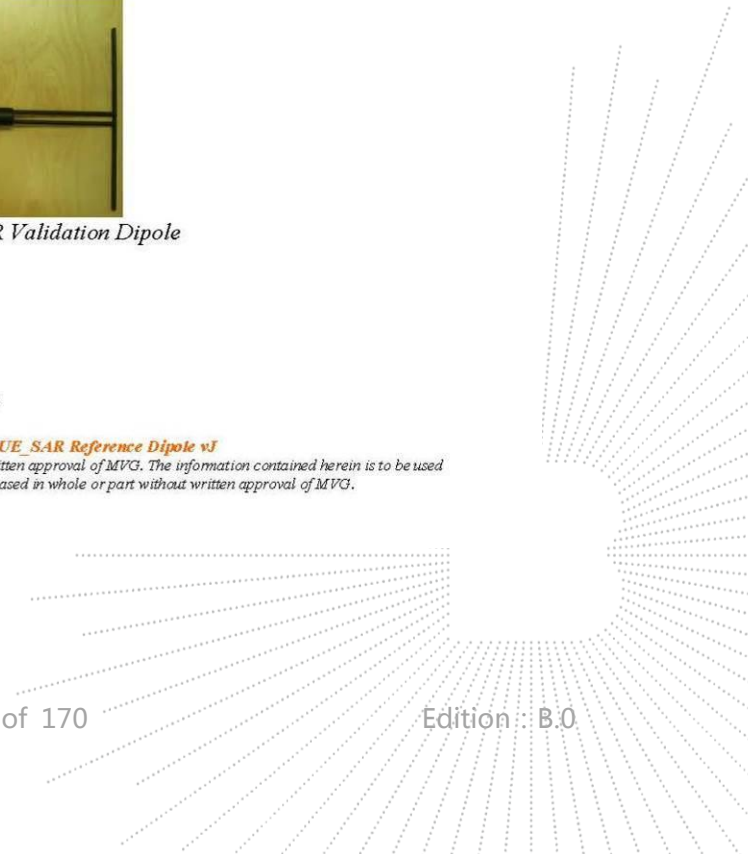 R Validation Dipole
UE_SAR Reference Dipole vJ
tten approval of MVG. The information contained herein is to be used
ased in whole or part without written approval of MVG.
of 170
Edition : B.0